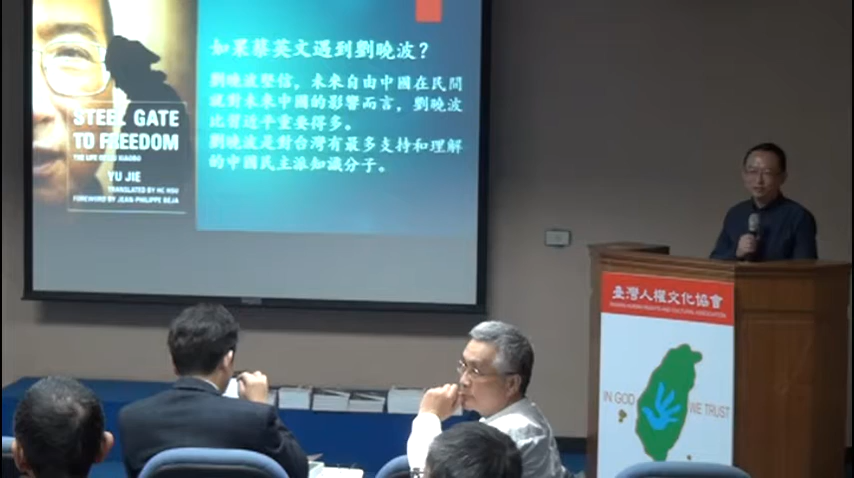 如果蔡英文遇到劉曉波？
劉曉波堅信，未來自由中國在民間
就對未來中國的影響而言，劉曉波
比習近平重要得多。
劉曉波是對台灣有最多支持和理解
的中國民主派知識分子。
STEEL GATE
TO FREEDOM
THE LIFE OF LIU XIAOBO
YU JIE
TRANSLATED BY HC HSU
FOREWORD BY JEAN-PHILIPPE BEJA
臺灣人權文化協會
TAIWAN HUMAN RIGHTS AND CULTURAL ASSOCIATION
IN GOD WE TRUST